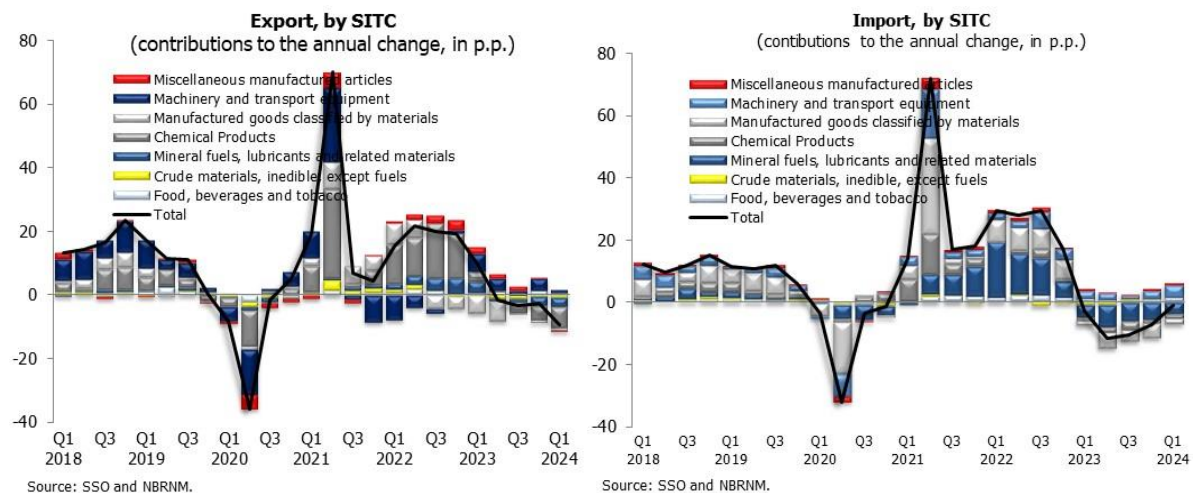 Export, by SITC
(contributions to the annual change, in p.p.)
80
60
40
20
0
-20
-40
Miscellaneous manufactured articles
Machinery and transport equipment
Manufactured goods classified by materials
Chemical Products
Mineral fuels, lubricants and related materials
Crude materials, inedible, except fuels
Food, beverages and tobacco
Total
Q1 Q3 Q1 Q3 Q1 Q3 Q1 Q3 Q1 Q3 Q1 Q3 Q1
2018 2019 2020 2021 2022 2023 2024
Source: SSO and NBRNM.
Import, by SITC
(contibutions to the annual change, in p.p.)
80
60
40
20
0
-20
-40
Miscellaneous manufactured articles
Machinery and transport equipment
Manufactured goods classified by materials
Chemical Products
Mineral fuels, lubricants and related materials
Crude materials, inedible, except fuels
Food, beverages and tobacco
Total
Q1 Q3 Q1 Q3 Q1 Q3 Q1 Q3 Q1 Q3 Q1 Q3 Q1
2018 2019 2020 2021 2022 2023 2024
Source: SSO and NBRNM.